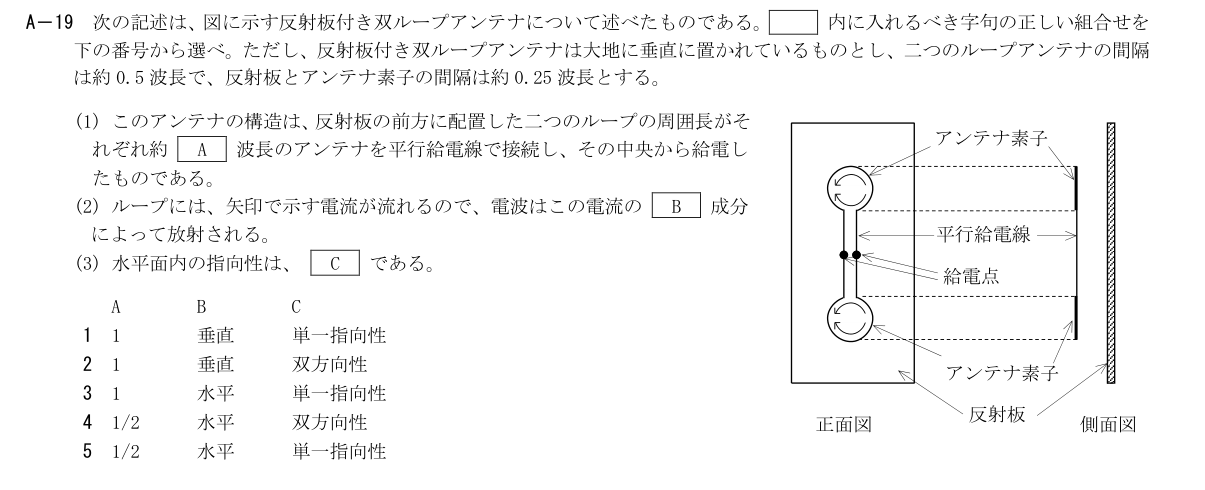 A－19 次の記述は、図に示す反射板付き双ループアンテナについて述べたものである。 内に入れるべき字句の正しい組合せを
下の番号から選べ。ただし、反射板付き双ループアンテナは大地に垂直に置かれているものとし、二つのループアンテナの間隔
は約 0.5 波長で、反射板とアンテナ素子の間隔は約 0.25 波長とする。
(1) このアンテナの構造は、反射板の前方に配置した二つのループの周囲長がそ
れぞれ約 A 波長のアンテナを平行給電線で接続し、その中央から給電し
たものである。
(2) ループには、矢印で示す電流が流れるので、電波はこの電流の B 成分
によって放射される。
(3) 水平面内の指向性は、 C である。
A B C
1 1 垂直 単一指向性
2 1 垂直 双方向性
3 1 水平 単一指向性
4 1/2 水平 双方向性
5 1/2 水平 単一指向性
アンテナ素子
平行給電線
給電点
アンテナ素子
反射板
正面図 側面図